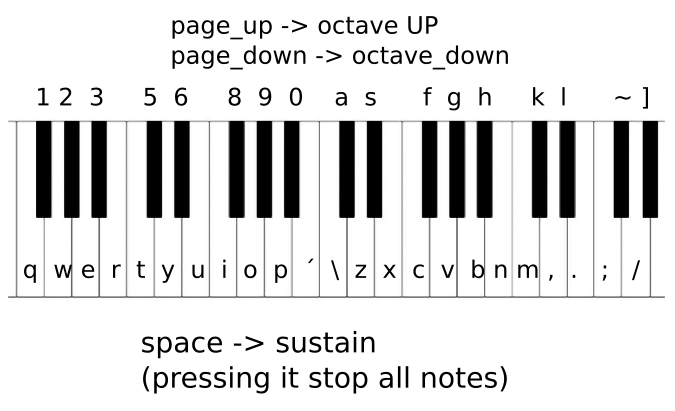 page_up -> octave UP
page_down -> octave_down
1 2 3 5 6 8 9 0 a s f g h k l ~ ]
q w e r t y u i o p ´ \ z x c v b n m , . ; /
space -> sustain
(pressing it stop all notes)